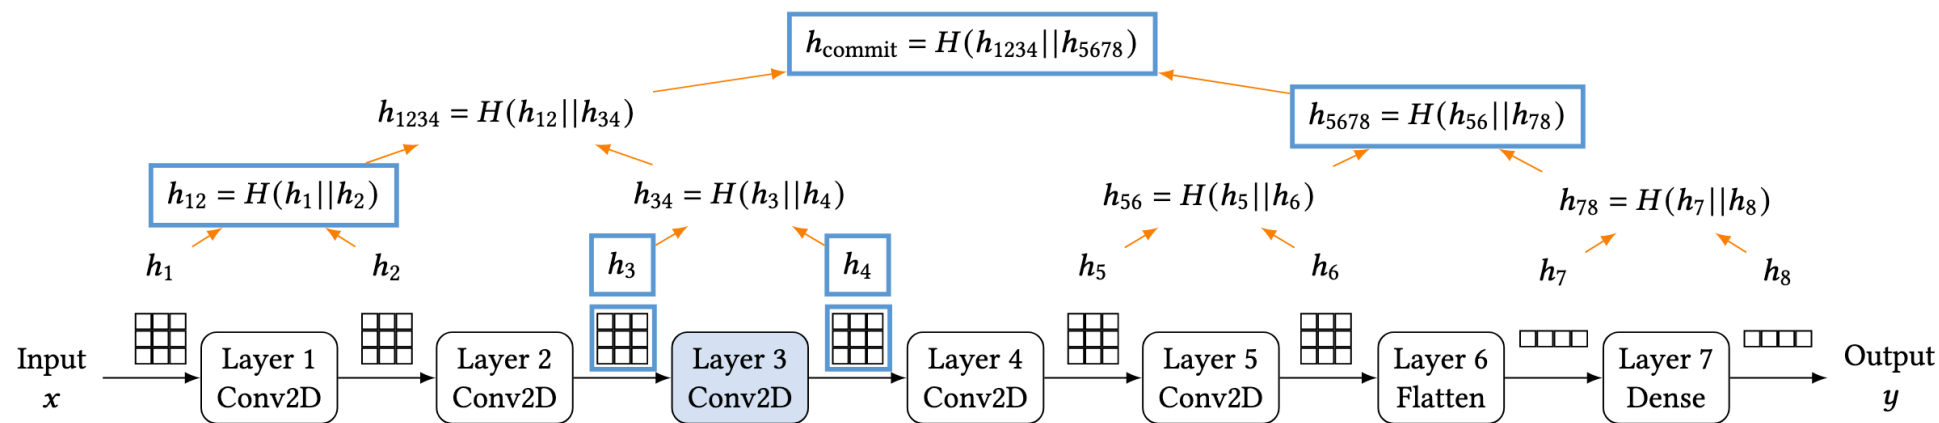 h_commit = H(h_1234||h_5678)
h_1234 = H(h_12||h_34)
h_5678 = H(h_56||h_78)
h_12 = H(h_1||h_2)
h_34 = H(h_3||h_4)
h_56 = H(h_5||h_6)
h_78 = H(h_7||h_8)
h_1
h_2
h_3
h_4
h_5
h_6
h_7
h_8
Input
x
Layer 1
Conv2D
Layer 2
Conv2D
Layer 3
Conv2D
Layer 4
Conv2D
Layer 5
Conv2D
Layer 6
Flatten
Layer 7
Dense
Output
y